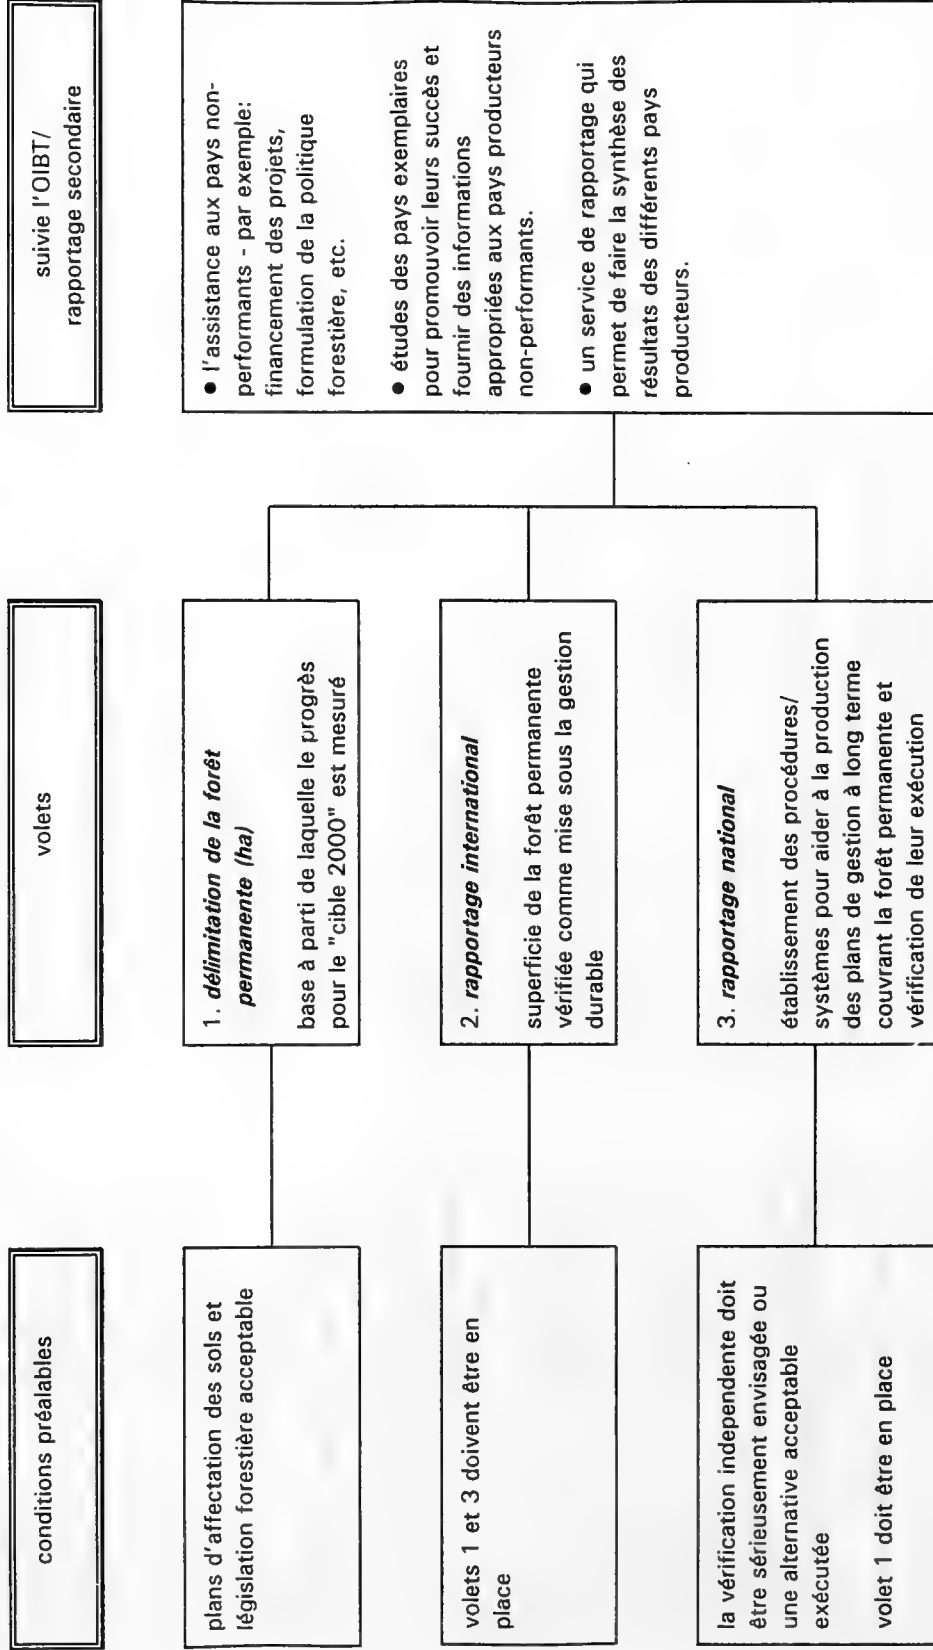 conditions préalables
volets
suivie l'OIBT/
rapportage secondaire
plans d'affectation des sols et
législation forestière acceptable
1. délimitation de la forêt
permanente (ha)
base à parti de laquelle le progrès
pour le "cible 2000" est mesuré
volets 1 et 3 doivent être en
place
2. rapportage international
superficie de la forêt permanente
vérifiée comme mise sous la gestion
durable
la vérification independente doit
être sérieusement envisagée ou
une alternative acceptable
exécutée
volet 1 doit être en place
3. rapportage national
établissement des procédures/
systèmes pour aider à la production
des plans de gestion à long terme
couvrant la forêt permanente et
vérification de leur exécution
● l'assistance aux pays non-
performants - par exemple:
financement des projets,
formulation de la politique
forestière, etc.
● études des pays exemplaires
pour promouvoir leurs succès et
fournir des informations
appropriées aux pays producteurs
non-performants.
● un service de rapportage qui
permet de faire la synthèse des
résultats des différents pays
producteurs.